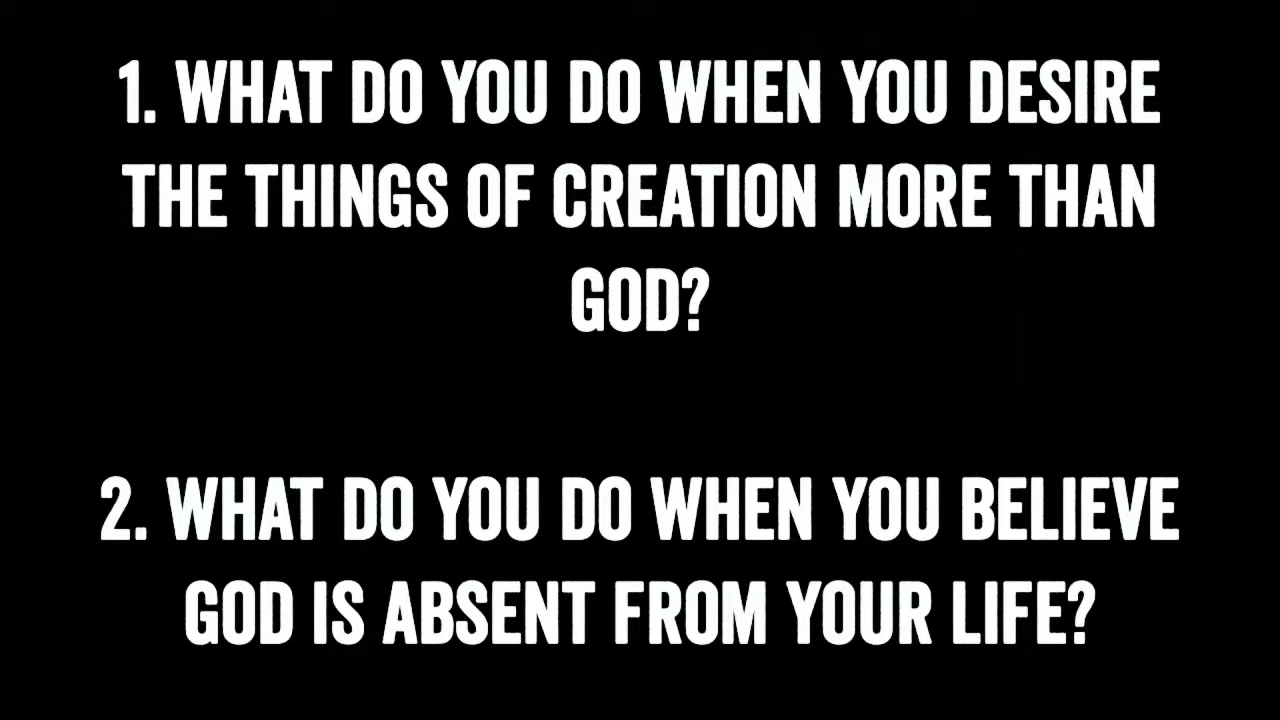 1. WHAT DO YOU DO WHEN YOU DESIRE
THE THINGS OF CREATION MORE THAN
GOD?
2. WHAT DO YOU DO WHEN YOU BELIEVE
GOD IS ABSENT FROM YOUR LIFE?